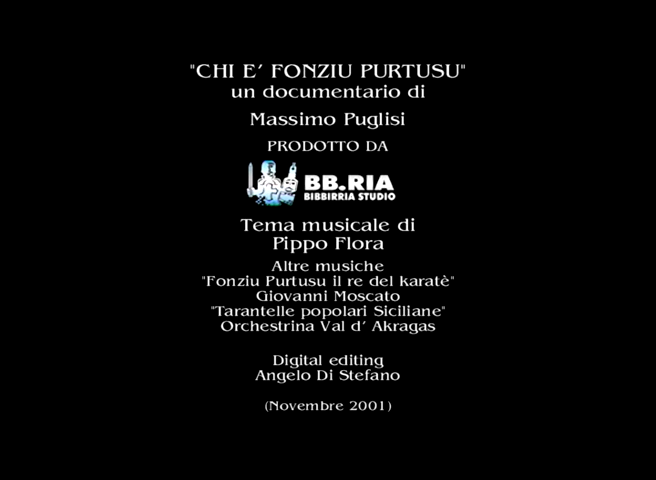 "CHI E' FONZIU PURTUSU"
un documentario di
Massimo Puglisi
PRODOTTO DA
BB.RIA
BIBBIRRIA STUDIO
Tema musicale di
Pippo Flora
Altre musiche
"Fonziu Purtusu il re del karatè"
Giovanni Moscato
"Tarantelle popolari Siciliane"
Orchestrina Val d' Akragas
Digital editing
Angelo Di Stefano
(Novembre 2001)